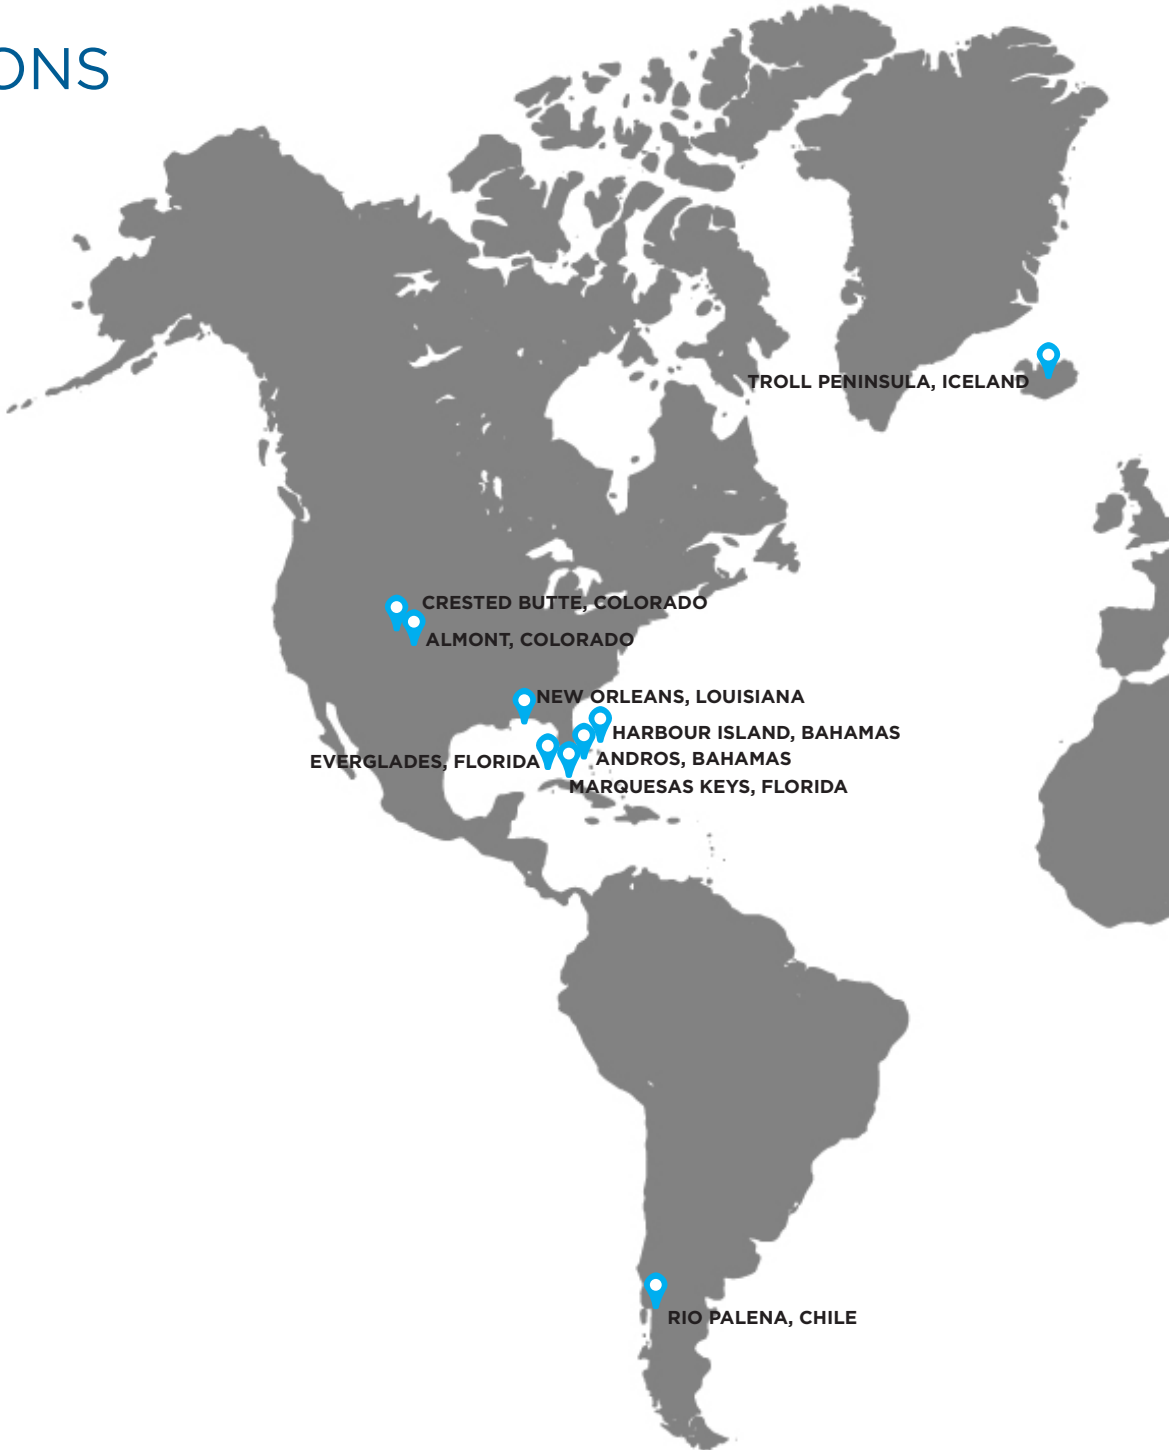 ONS
TROLL PENINSULA, ICELAND
CRESTED BUTTE, COLORADO
ALMONT, COLORADO
NEW ORLEANS, LOUISIANA
HARBOUR ISLAND, BAHAMAS
ANDROS, BAHAMAS
EVERGLADES, FLORIDA
MARQUESAS KEYS, FLORIDA
RIO PALENA, CHILE